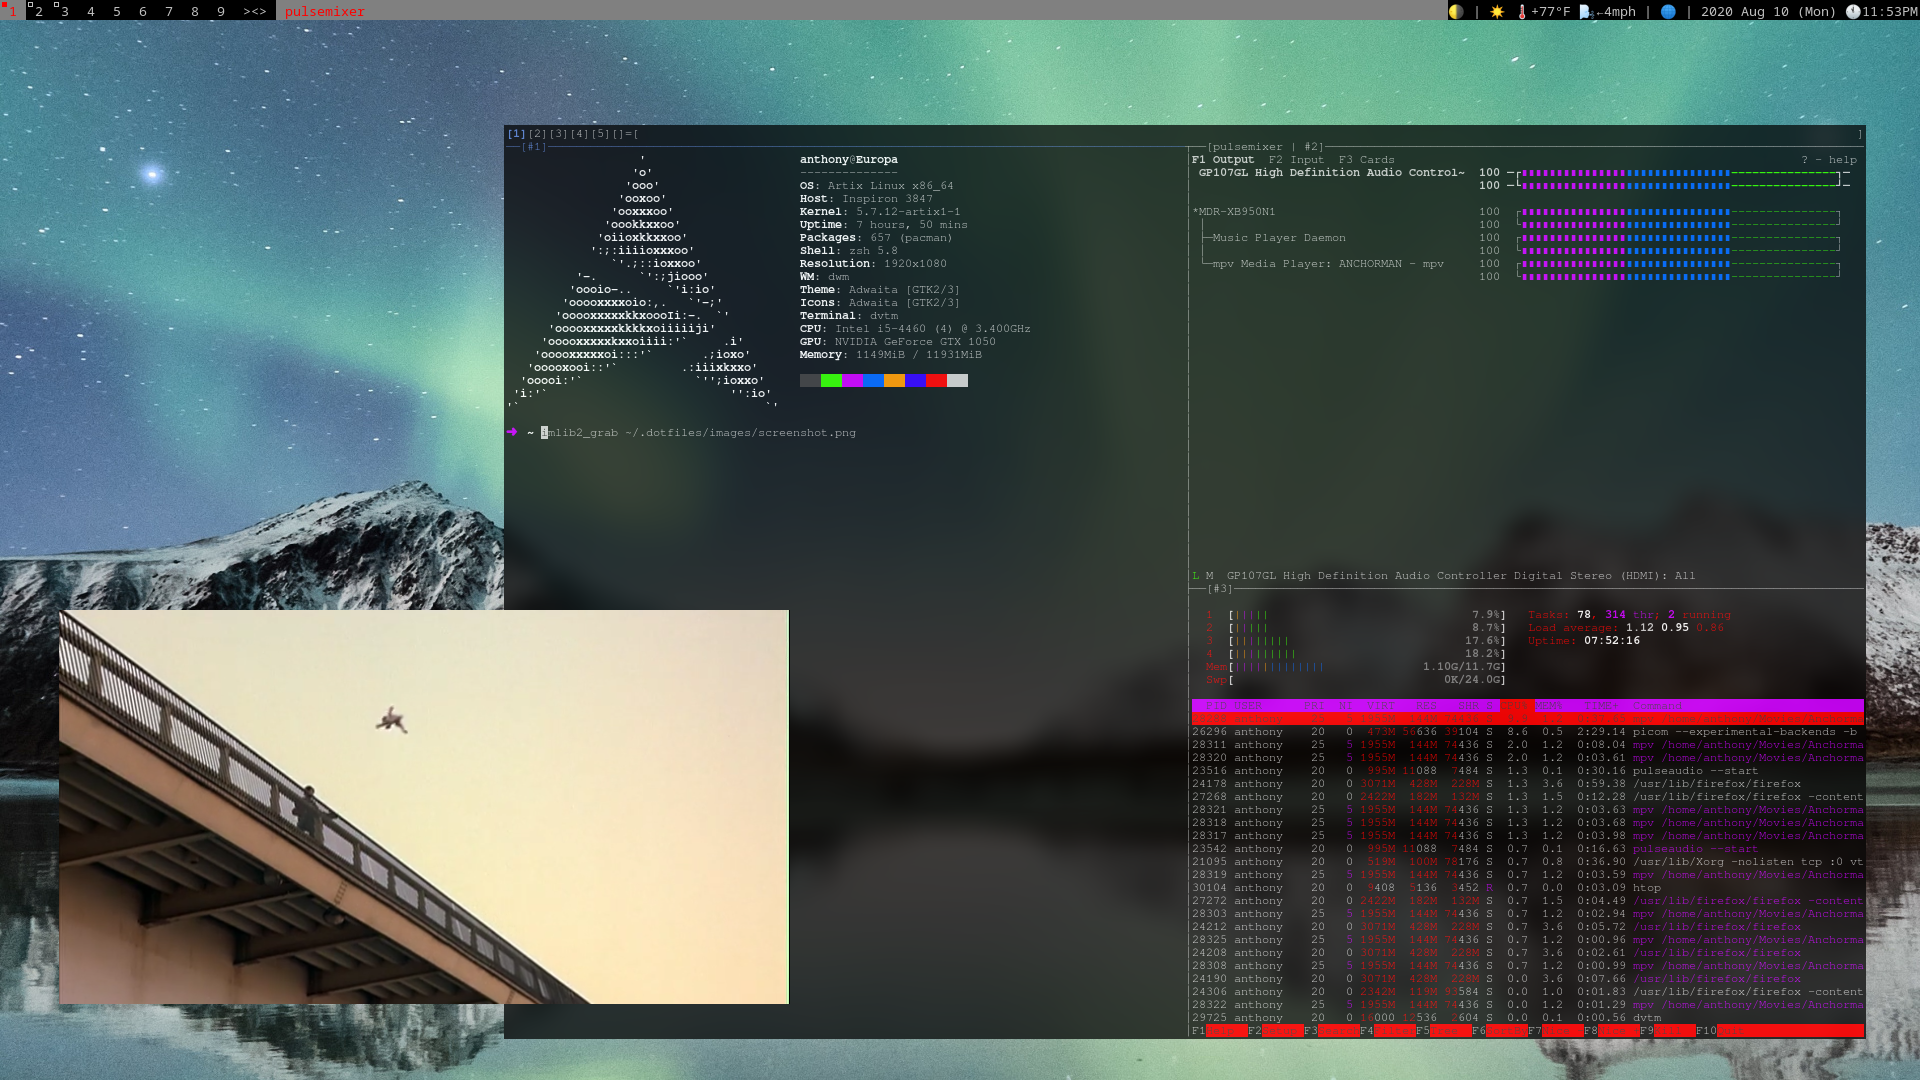 1 2 3 4 5 6 7 8 9 ><> pulsemixer
| +77°F ←4mph | | 2020 Aug 10 (Mon) 11:53PM
[1][2][3][4][5][]=[ ]
[#1]
'
'o'
'ooo'
'ooxoo'
'ooxxxoo'
'oookkxxoo'
'oiioxkkxxoo'
':;:iiiioxxxoo'
`'.;::ioxxoo'
'-. `':;jiooo'
'oooio-.. `'i:io'
'ooooxxxxoio:,. `'-;'
'ooooxxxxxkkxoooIi:-. `'
'ooooxxxxxkkkkxoiiiiiji'
'ooooxxxxxkxxoiiii:'` .i'
'ooooxxxxxoi:::'` .;ioxo'
'ooooxooi::'` .:iiixkxxo'
'ooooi:'` `'';ioxxo'
'i:'` '':io'
'` `'
anthony@Europa
--------------
OS: Artix Linux x86_64
Host: Inspiron 3847
Kernel: 5.7.12-artix1-1
Uptime: 7 hours, 50 mins
Packages: 657 (pacman)
Shell: zsh 5.8
Resolution: 1920x1080
WM: dwm
Theme: Adwaita [GTK2/3]
Icons: Adwaita [GTK2/3]
Terminal: dvtm
CPU: Intel i5-4460 (4) @ 3.400GHz
GPU: NVIDIA GeForce GTX 1050
Memory: 1149MiB / 11931MiB
➜ ~ imlib2_grab ~/.dotfiles/images/screenshot.png
[pulsemixer | #2]
F1 Output F2 Input F3 Cards ? - help
GP107GL High Definition Audio Control~ 100
100
*MDR-XB950N1 100
100
Music Player Daemon 100
100
mpv Media Player: ANCHORMAN - mpv 100
100
L M GP107GL High Definition Audio Controller Digital Stereo (HDMI): All
[#3]
1 [||||| 7.9%] Tasks: 78, 314 thr; 2 running
2 [||||| 8.7%] Load average: 1.12 0.95 0.86
3 [|||||||| 17.6%] Uptime: 07:52:16
4 [||||||||| 18.2%]
Mem[||||||||||||| 1.10G/11.7G]
Swp[ 0K/24.0G]
PID USER PRI NI VIRT RES SHR S CPU% MEM% TIME+ Command
26296 anthony 20 0 473M 56636 39104 S 8.6 0.5 2:29.14 picom --experimental-backends -b
28311 anthony 25 5 1955M 144M 74436 S 2.0 1.2 0:08.04 mpv /home/anthony/Movies/Anchorma
28320 anthony 25 5 1955M 144M 74436 S 2.0 1.2 0:03.61 mpv /home/anthony/Movies/Anchorma
23516 anthony 20 0 995M 11088 7484 S 1.3 0.1 0:30.16 pulseaudio --start
24178 anthony 20 0 3071M 428M 228M S 1.3 3.6 0:59.38 /usr/lib/firefox/firefox
27268 anthony 20 0 2422M 182M 132M S 1.3 1.5 0:12.28 /usr/lib/firefox/firefox -content
28321 anthony 25 5 1955M 144M 74436 S 1.3 1.2 0:03.63 mpv /home/anthony/Movies/Anchorma
28318 anthony 25 5 1955M 144M 74436 S 1.3 1.2 0:03.68 mpv /home/anthony/Movies/Anchorma
28317 anthony 25 5 1955M 144M 74436 S 1.3 1.2 0:03.98 mpv /home/anthony/Movies/Anchorma
23542 anthony 20 0 995M 11088 7484 S 0.7 0.1 0:16.63 pulseaudio --start
21095 anthony 20 0 519M 100M 78176 S 0.7 0.8 0:36.90 /usr/lib/Xorg -nolisten tcp :0 vt
28319 anthony 25 5 1955M 144M 74436 S 0.7 1.2 0:03.59 mpv /home/anthony/Movies/Anchorma
30104 anthony 20 0 9408 5136 3452 R 0.7 0.0 0:03.09 htop
27272 anthony 20 0 2422M 182M 132M S 0.7 1.5 0:04.49 /usr/lib/firefox/firefox -content
28303 anthony 25 5 1955M 144M 74436 S 0.7 1.2 0:02.94 mpv /home/anthony/Movies/Anchorma
24212 anthony 20 0 3071M 428M 228M S 0.7 3.6 0:05.72 /usr/lib/firefox/firefox
28325 anthony 25 5 1955M 144M 74436 S 0.7 1.2 0:00.96 mpv /home/anthony/Movies/Anchorma
24208 anthony 20 0 3071M 428M 228M S 0.7 3.6 0:02.61 /usr/lib/firefox/firefox
28308 anthony 25 5 1955M 144M 74436 S 0.7 1.2 0:00.99 mpv /home/anthony/Movies/Anchorma
24190 anthony 20 0 3071M 428M 228M S 0.0 3.6 0:07.66 /usr/lib/firefox/firefox
24306 anthony 20 0 2342M 119M 93584 S 0.0 1.0 0:01.83 /usr/lib/firefox/firefox -content
28322 anthony 25 5 1955M 144M 74436 S 0.0 1.2 0:01.29 mpv /home/anthony/Movies/Anchorma
29725 anthony 20 0 16000 12536 2604 S 0.0 0.1 0:00.56 dvtm
F1 F2 F3 F4 F5 F6 F7 F8 F9 F10